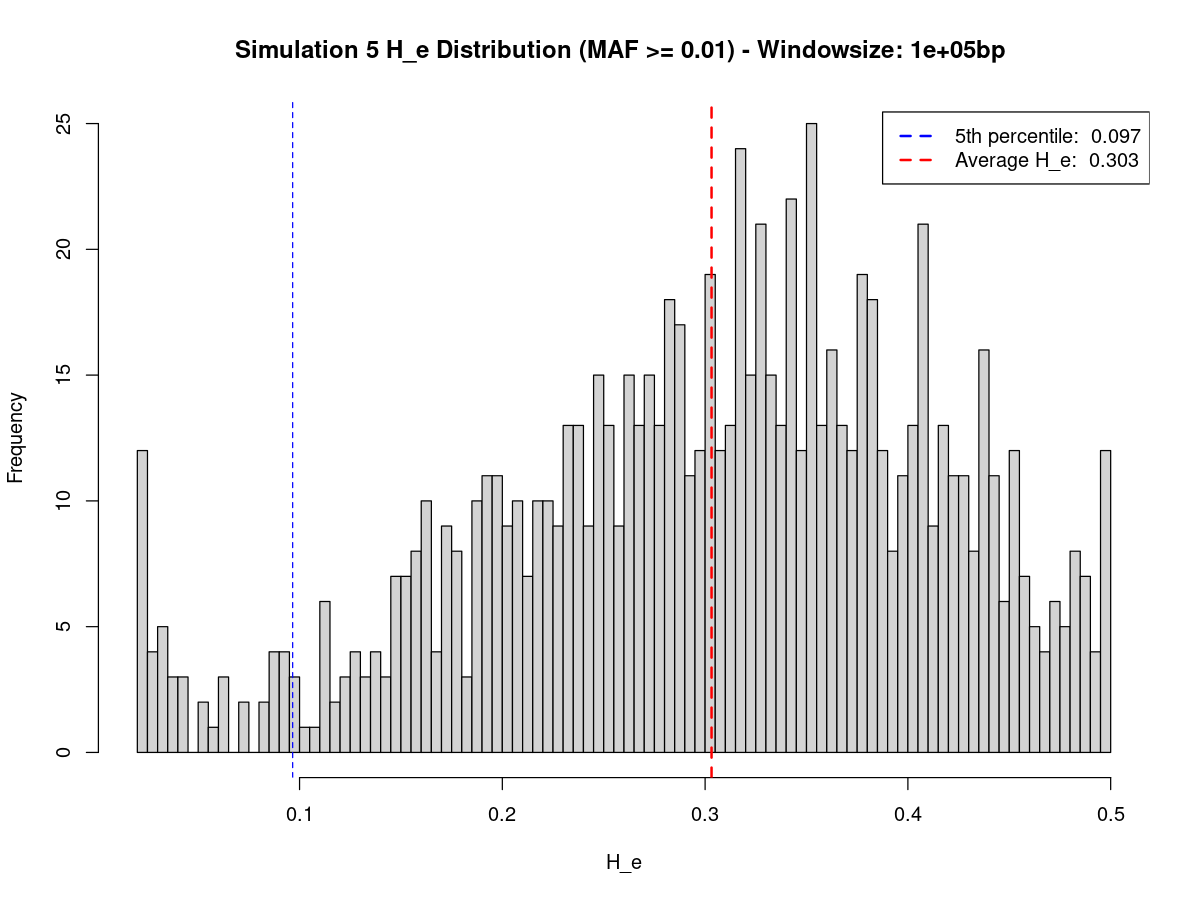 Simulation 5 H_e Distribution (MAF >= 0.01) - Windowsize: 1e+05bp
5th percentile: 0.097
Average H_e: 0.303
Frequency
25
20
15
10
5
0
0.1 0.2 0.3 0.4 0.5
H_e